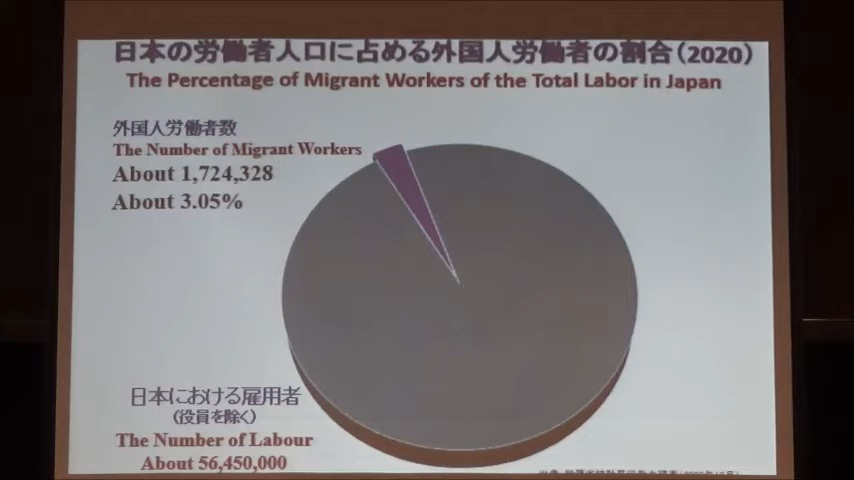 日本の労働者人口に占める外国人労働者の割合（2020）
The Percentage of Migrant Workers of the Total Labor in Japan
外国人労働者数
The Number of Migrant Workers
About 1,724,328
About 3.05%
日本における雇用者
（役員を除く）
The Number of Labour
About 56,450,000